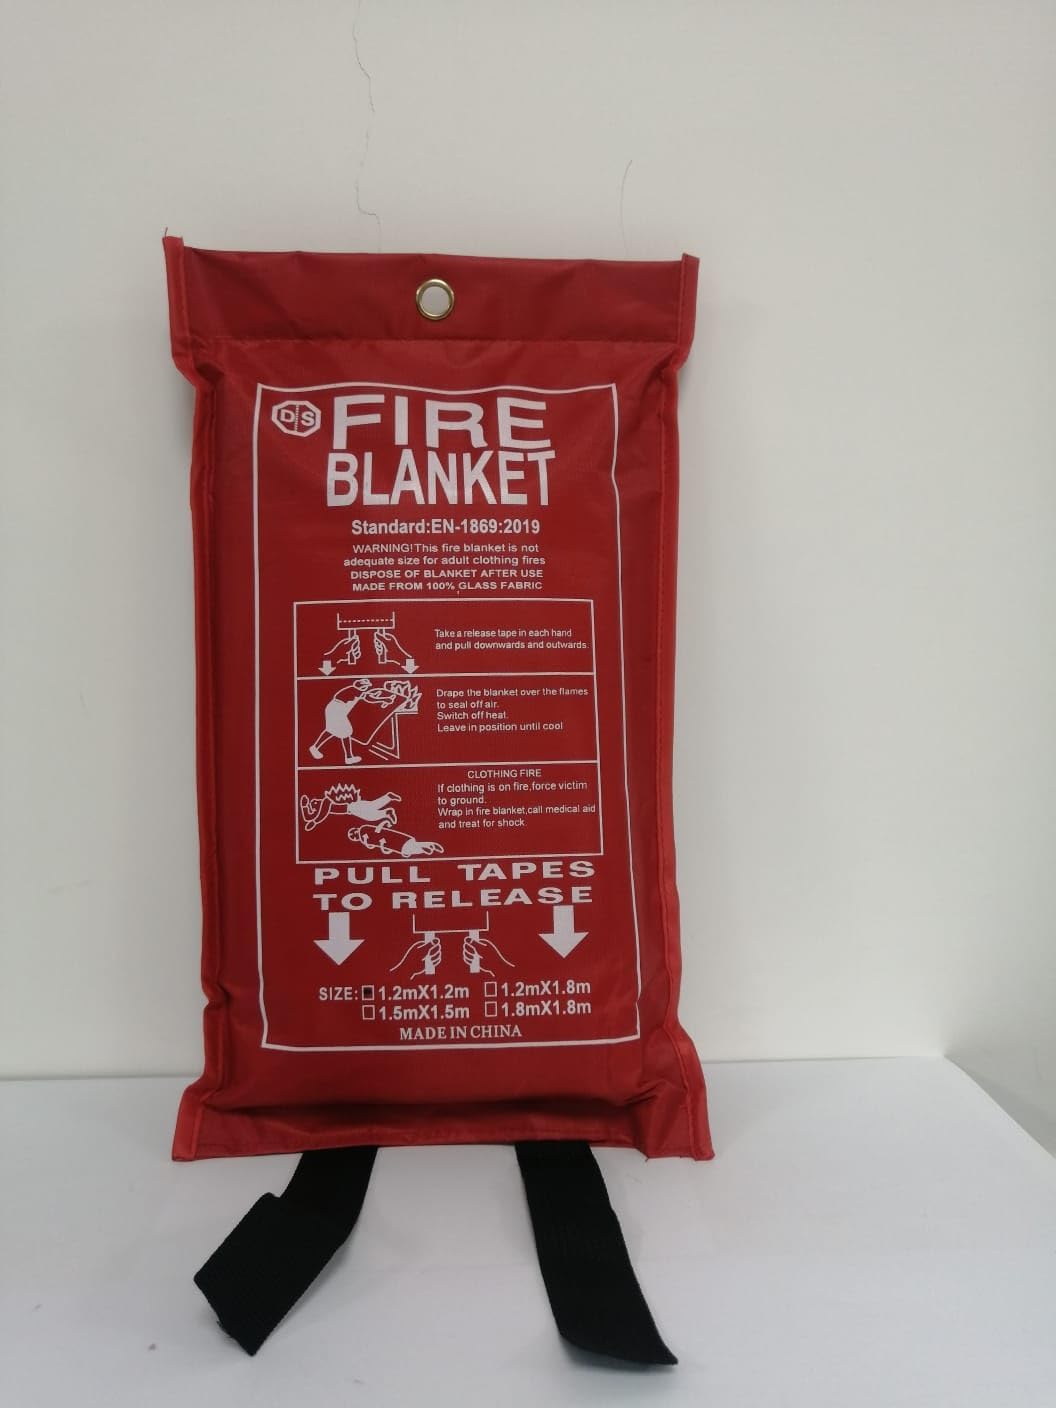 DS
FIRE
BLANKET
Standard:EN-1869:2019
WARNING!This fire blanket is not
adequate size for adult clothing fires
DISPOSE OF BLANKET AFTER USE
MADE FROM 100% GLASS FABRIC
Take a release tape in each hand
and pull downwards and outwards.
Drape the blanket over the flames
to seal off air.
Switch off heat.
Leave in position until cool
CLOTHING FIRE
If clothing is on fire,force victim
to ground.
Wrap in fire blanket,call medical aid
and treat for shock.
PULL TAPES
TO RELEASE
SIZE: 1.2mX1.2m 1.2mX1.8m
1.5mX1.5m 1.8mX1.8m
MADE IN CHINA